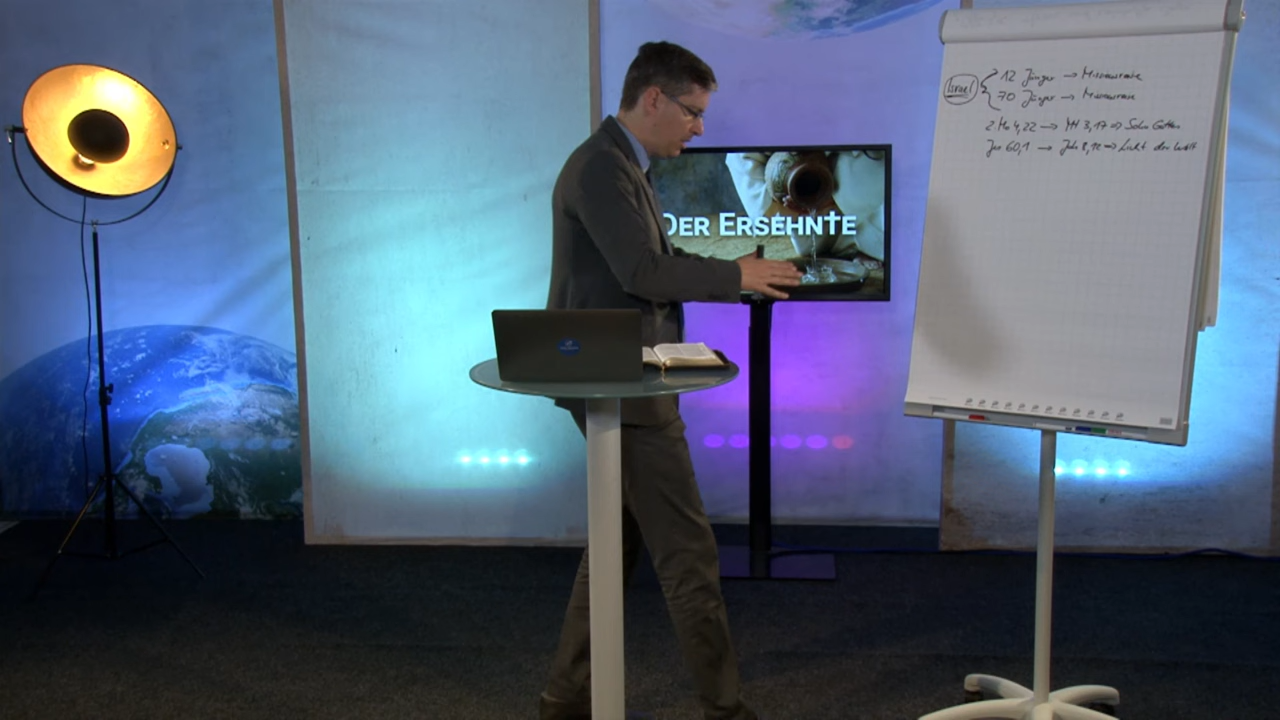 DER ERSEHNTE
Israel
12 Jünger → Missionare
70 Jünger → Missionare
2. Mo 4,22 → Mt 3,17 ⇒ Sohn Gottes
Jes 60,1 → Joh 8,12 ⇒ Licht der Welt